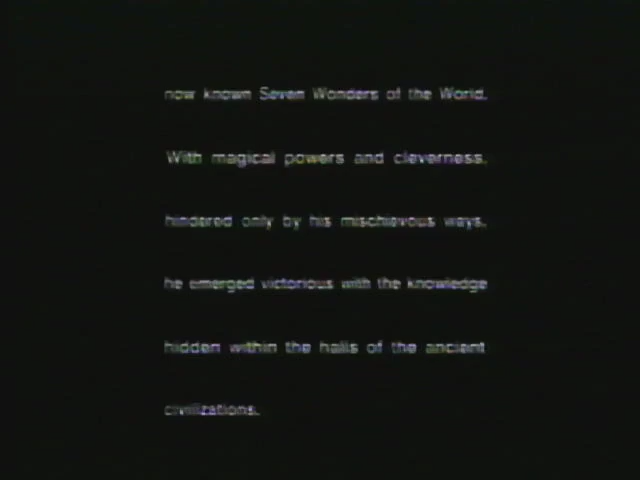 now known Seven Wonders of the World.
With magical powers and cleverness,
hindered only by his mischievous ways,
he emerged victorious with the knowledge
hidden within the halls of the ancient
civilizations.